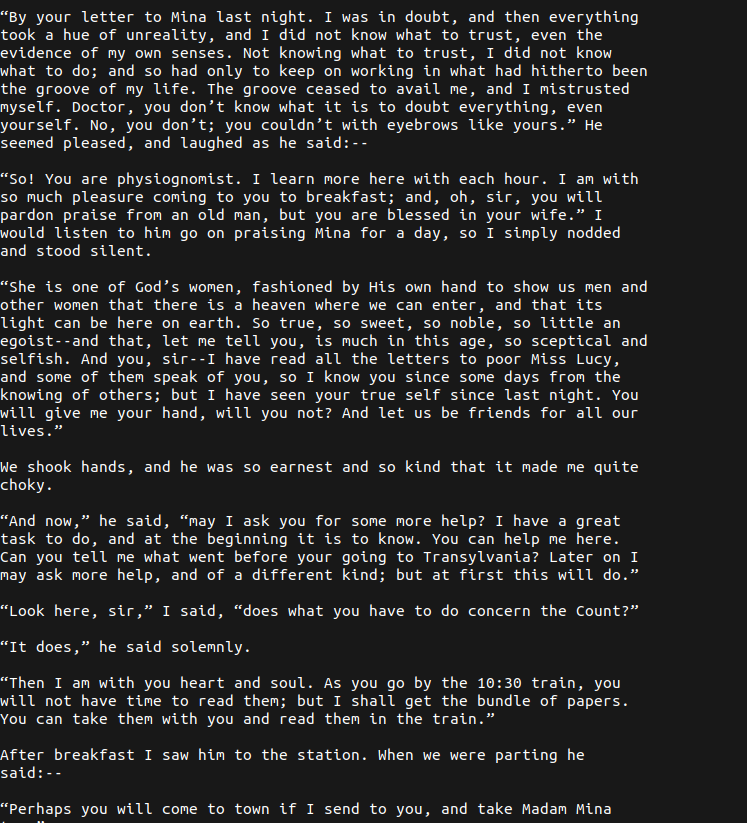 “By your letter to Mina last night. I was in doubt, and then everything
took a hue of unreality, and I did not know what to trust, even the
evidence of my own senses. Not knowing what to trust, I did not know
what to do; and so had only to keep on working in what had hitherto been
the groove of my life. The groove ceased to avail me, and I mistrusted
myself. Doctor, you don’t know what it is to doubt everything, even
yourself. No, you don’t; you couldn’t with eyebrows like yours.” He
seemed pleased, and laughed as he said:--

“So! You are physiognomist. I learn more here with each hour. I am with
so much pleasure coming to you to breakfast; and, oh, sir, you will
pardon praise from an old man, but you are blessed in your wife.” I
would listen to him go on praising Mina for a day, so I simply nodded
and stood silent.

“She is one of God’s women, fashioned by His own hand to show us men and
other women that there is a heaven where we can enter, and that its
light can be here on earth. So true, so sweet, so noble, so little an
egoist--and that, let me tell you, is much in this age, so sceptical and
selfish. And you, sir--I have read all the letters to poor Miss Lucy,
and some of them speak of you, so I know you since some days from the
knowing of others; but I have seen your true self since last night. You
will give me your hand, will you not? And let us be friends for all our
lives.”

We shook hands, and he was so earnest and so kind that it made me quite
choky.

“And now,” he said, “may I ask you for some more help? I have a great
task to do, and at the beginning it is to know. You can help me here.
Can you tell me what went before your going to Transylvania? Later on I
may ask more help, and of a different kind; but at first this will do.”

“Look here, sir,” I said, “does what you have to do concern the Count?”

“It does,” he said solemnly.

“Then I am with you heart and soul. As you go by the 10:30 train, you
will not have time to read them; but I shall get the bundle of papers.
You can take them with you and read them in the train.”

After breakfast I saw him to the station. When we were parting he
said:--

“Perhaps you will come to town if I send to you, and take Madam Mina